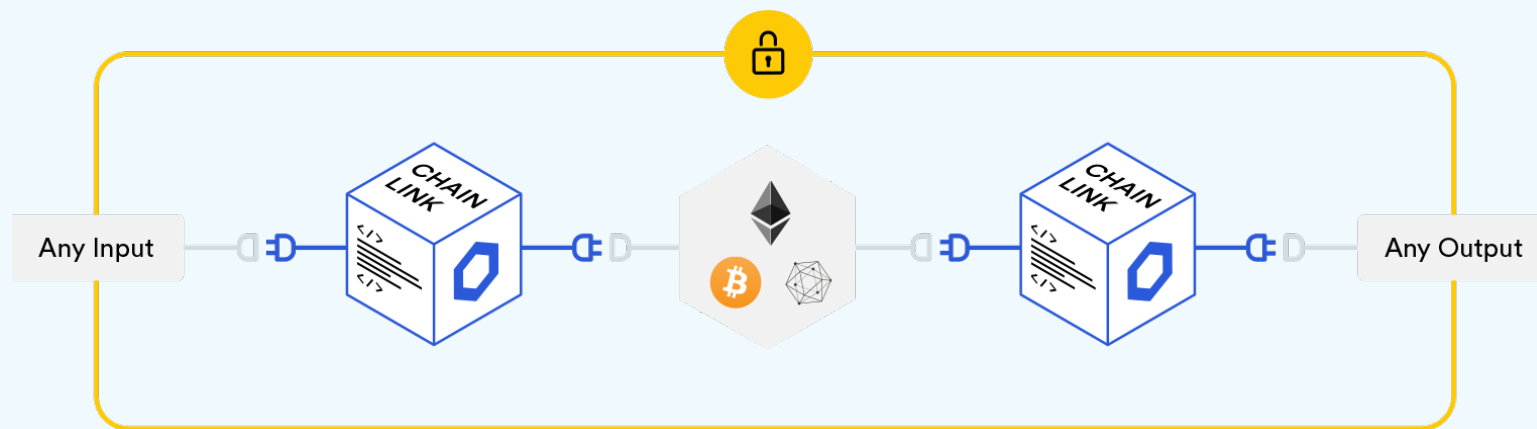 Any Input
CHAIN
LINK
</>
</>
CHAIN
LINK
</>
</>
Any Output